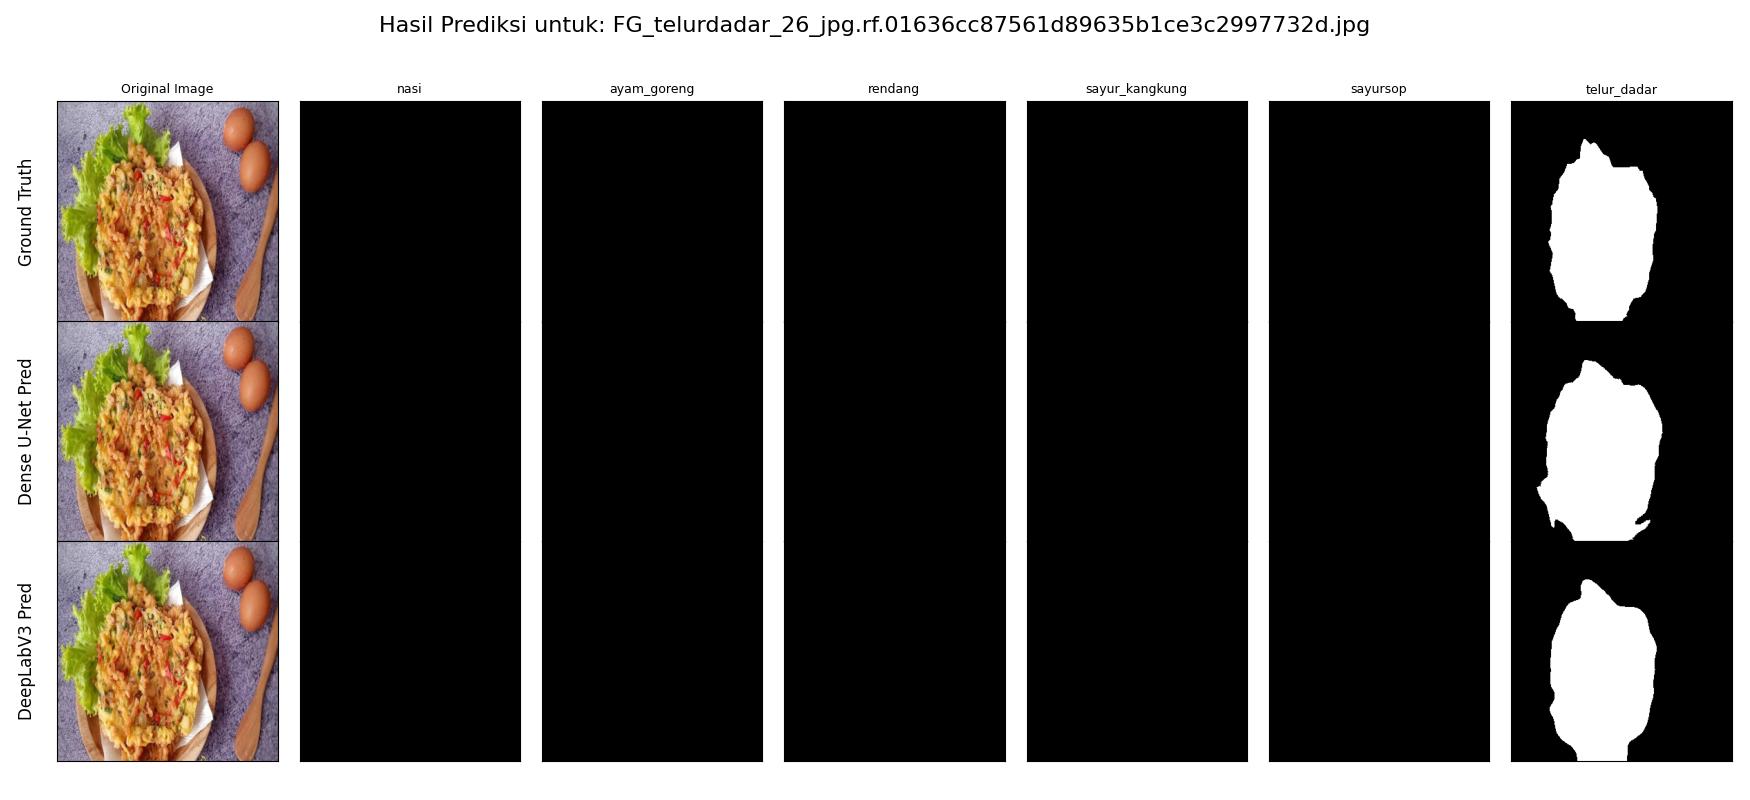 Hasil Prediksi untuk: FG_telurdadar_26_jpg.rf.01636cc87561d89635b1ce3c2997732d.jpg
Original Image
nasi
ayam_goreng
rendang
sayur_kangkung
sayursop
telur_dadar
Ground Truth
Dense U-Net Pred
DeepLabV3 Pred